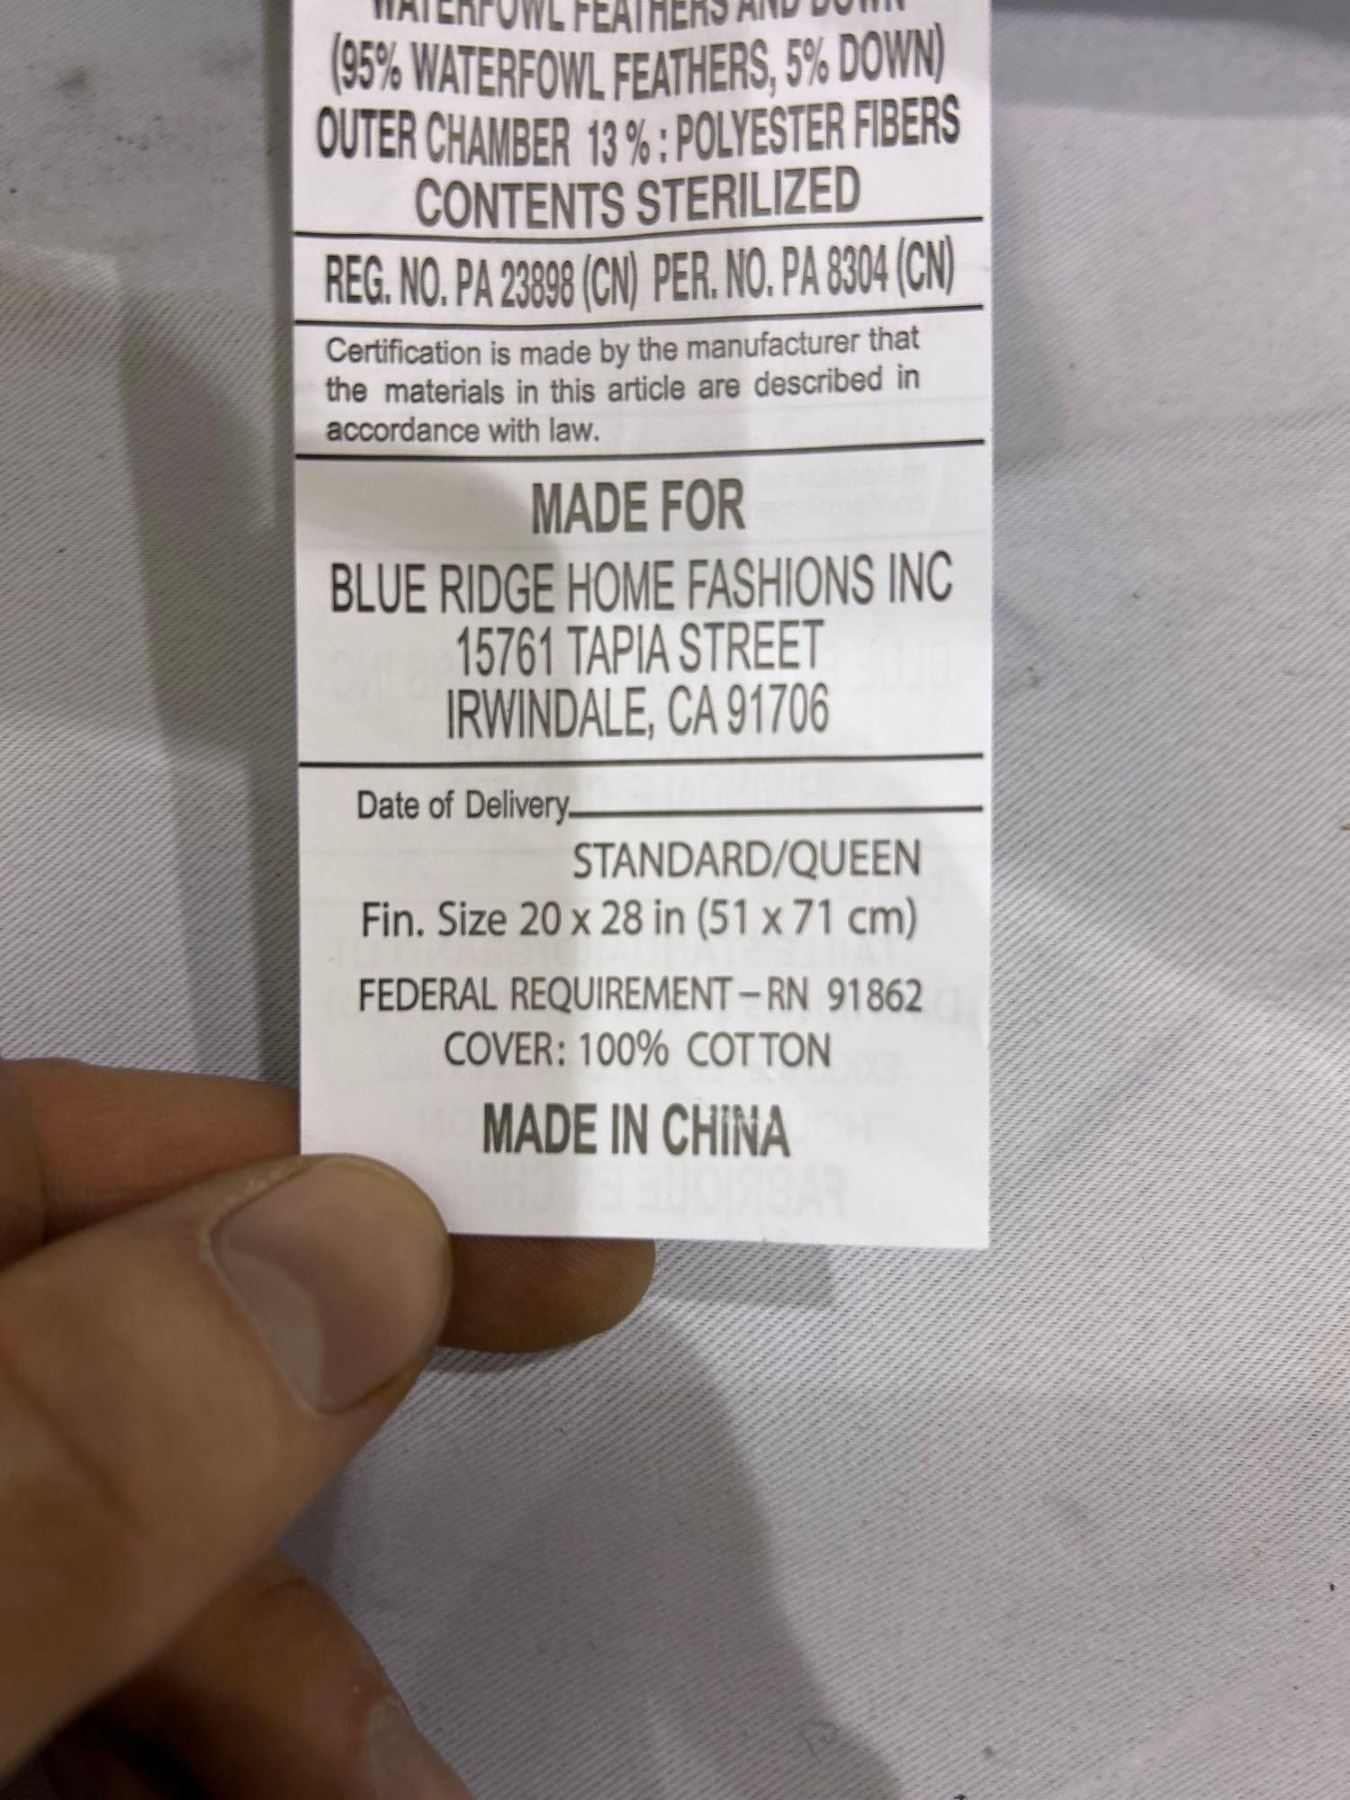 WATERFOWL FEATHERS AND DOWN
(95% WATERFOWL FEATHERS, 5% DOWN)
OUTER CHAMBER 13 % : POLYESTER FIBERS
CONTENTS STERILIZED
REG. NO. PA 23898 (CN) PER. NO. PA 8304 (CN)
Certification is made by the manufacturer that
the materials in this article are described in
accordance with law.
MADE FOR
BLUE RIDGE HOME FASHIONS INC
15761 TAPIA STREET
IRWINDALE, CA 91706
Date of Delivery
STANDARD/QUEEN
Fin. Size 20 x 28 in (51 x 71 cm)
FEDERAL REQUIREMENT – RN 91862
COVER: 100% COTTON
MADE IN CHINA